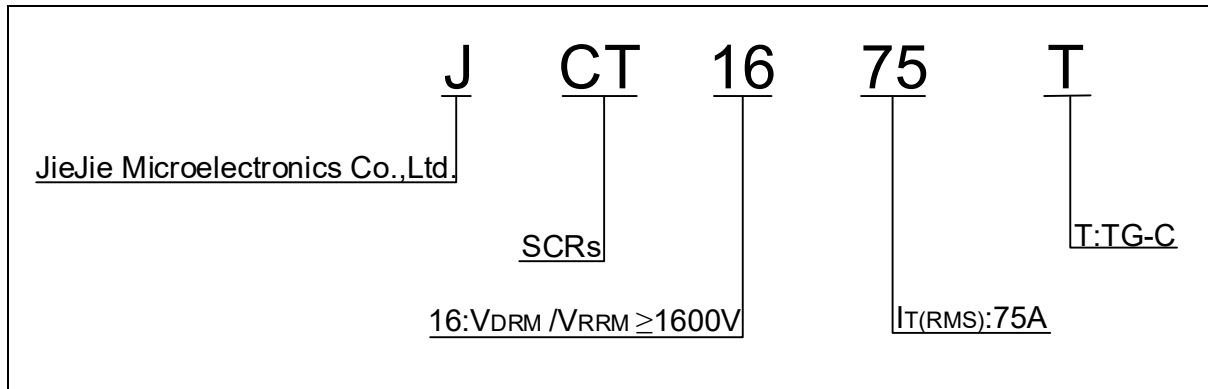 J CT 16 75 T
JieJie Microelectronics Co.,Ltd.
SCRs
T:TG-C
16:VDRM /VRRM ≥1600V
IT(RMS):75A